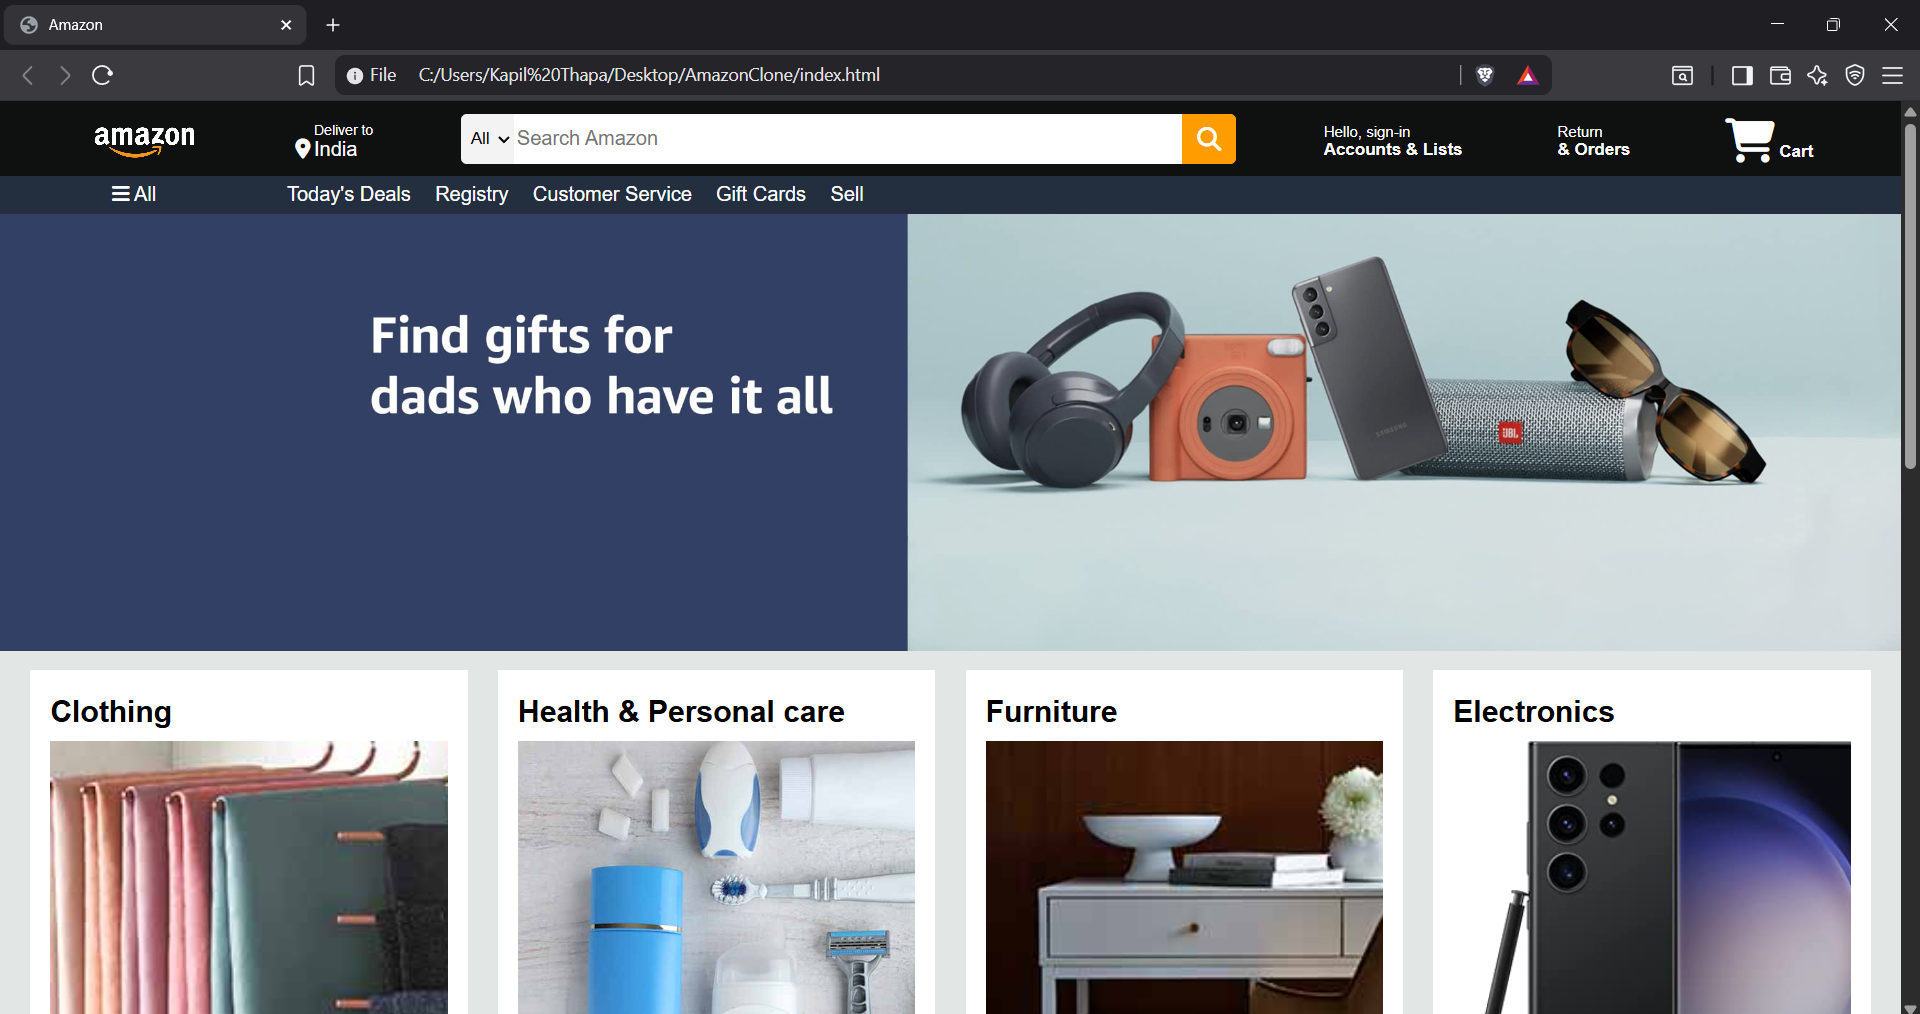 Amazon
File C:/Users/Kapil%20Thapa/Desktop/AmazonClone/index.html
amazon
Deliver to
India
All Search Amazon
Hello, sign-in
Accounts & Lists
Return
& Orders
Cart
All Today's Deals Registry Customer Service Gift Cards Sell
Find gifts for
dads who have it all
SAMSUNG
JBL
Clothing
Health & Personal care
Furniture
Electronics